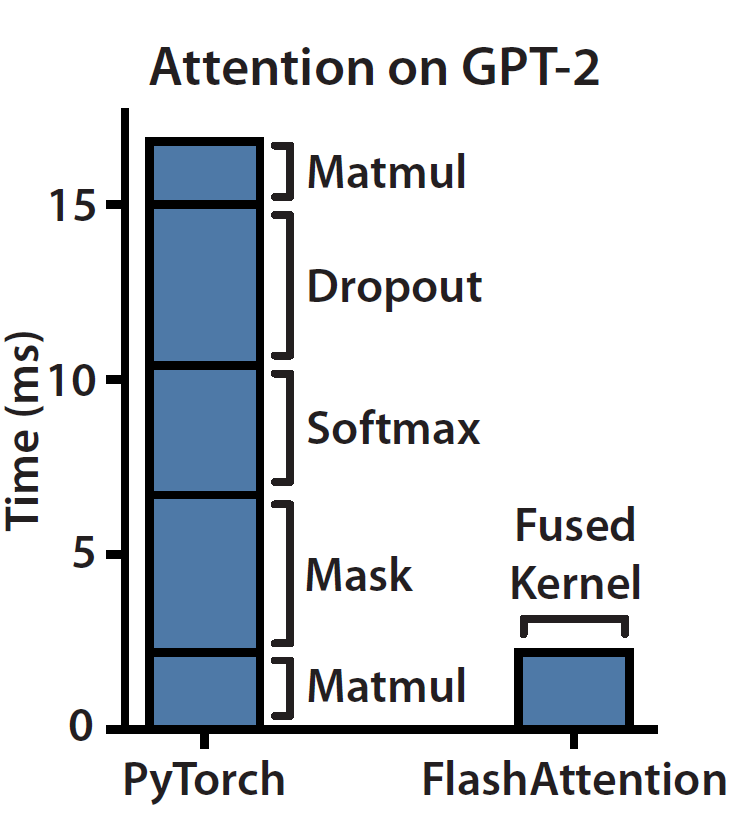 Attention on GPT-2
Time (ms)
15
10
5
0
Matmul
Dropout
Softmax
Mask
Matmul
Fused
Kernel
PyTorch
FlashAttention